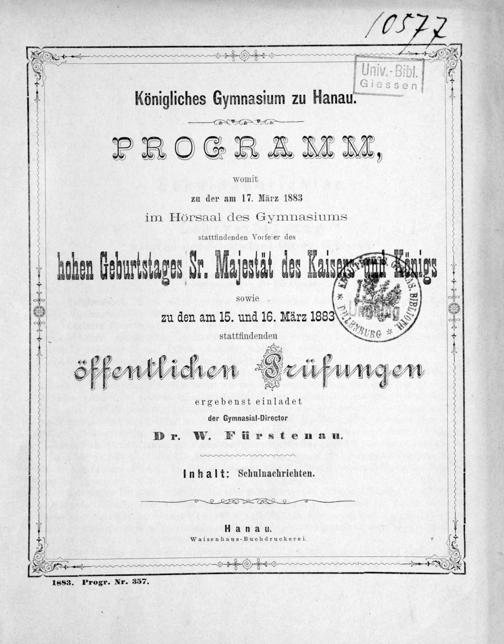 10577
Univ.-Bibl.
Giessen
Königliches Gymnasium zu Hanau.
PROGRAMM,
womit
zu der am 17. März 1883
im Hörsaal des Gymnasiums
stattfindenden Vorfeier des
hohen Geburtstages Sr. Majestät des Kaisers und Königs
sowie
zu den am 15. und 16. März 1883
stattfindenden
öffentlichen Prüfungen
ergebenst einladet
der Gymnasial-Director
Dr. W. Fürstenau.
Inhalt: Schulnachrichten.
Hanau.
Waisenhaus-Buchdruckerei.
1883. Progr. Nr. 357.